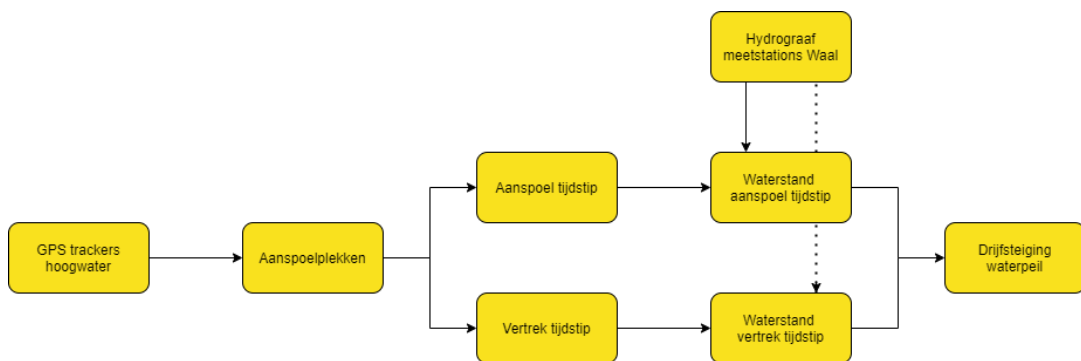 Hydrograaf
meetstations Waal
Aanspoel tijdstip
Waterstand
aanspoel tijdstip
GPS trackers
hoogwater
Aanspoelplekken
Drijfsteiging
waterpeil
Vertrek tijdstip
Waterstand
vertrek tijdstip